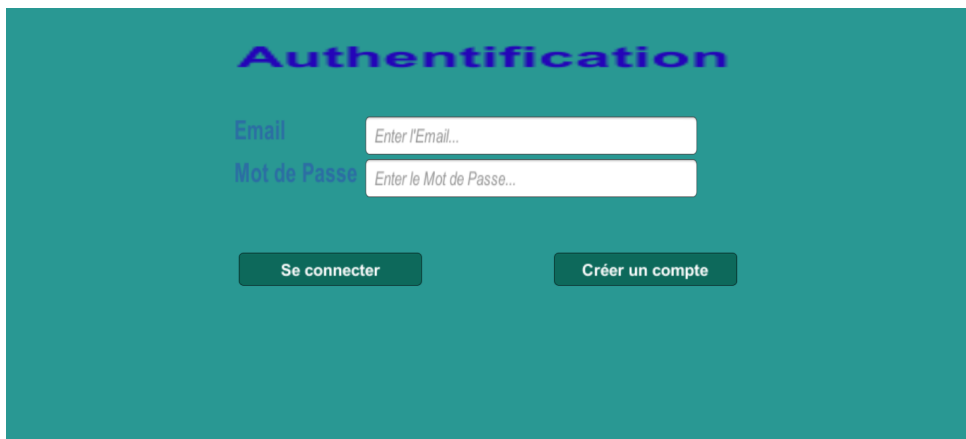 Authentification
Email
Enter l'Email...
Mot de Passe
Enter le Mot de Passe...
Se connecter
Créer un compte